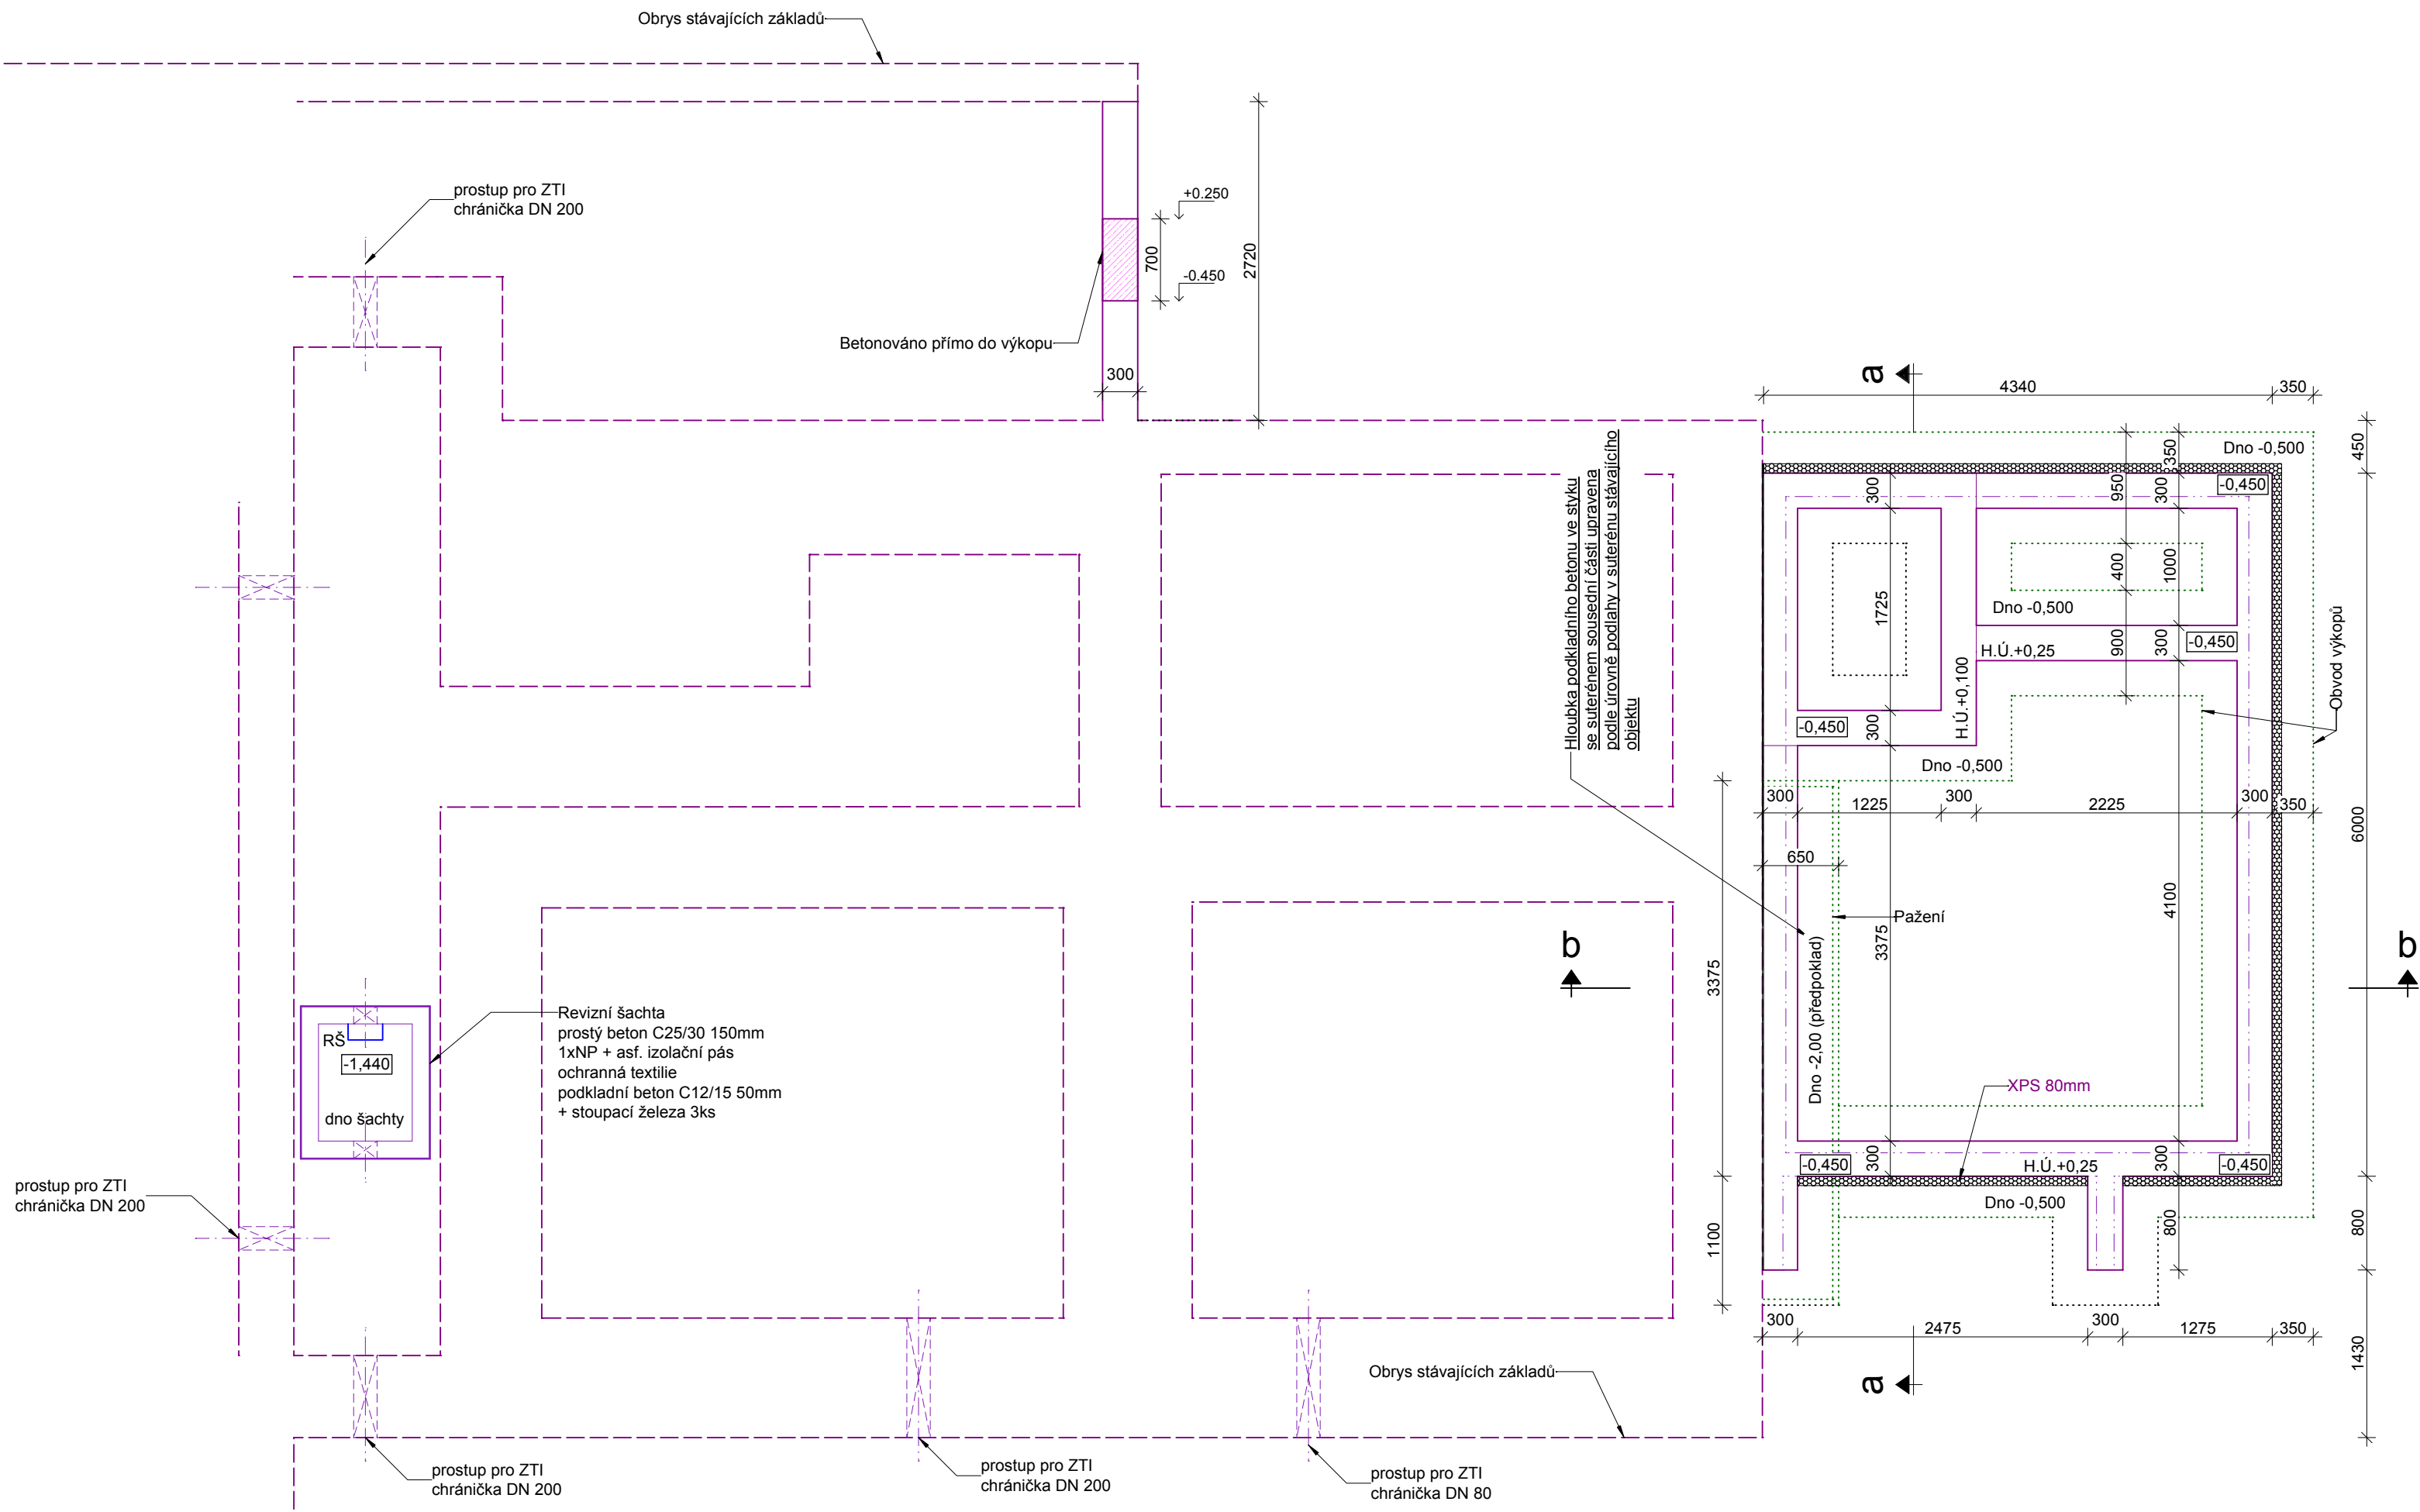 Obrys stávajících základů
prostup pro ZTI
chránička DN 200
+0.250
700
-0.450
2720
Betonováno přímo do výkopu
300
a
4340
350
450
Dno -0,500
-0,450
350
950
300
300
Hloubka podkladního betonu ve styku
se suterénem sousední části upravena
podle úrovně podlahy v suterénu stávajícího
objektu
1725
400
1000
Dno -0,500
900
300
-0,450
H.Ú.+0,25
H.Ú.+0,100
Obvod výkopů
-0,450
300
Dno -0,500
300
1225
300
2225
300
350
6000
650
Pažení
4100
3375
3375
b
b
Dno -2,00 (předpoklad)
Revizní šachta
prostý beton C25/30 150mm
1xNP + asf. izolační pás
ochranná textilie
podkladní beton C12/15 50mm
+ stoupací železa 3ks
RŠ
-1,440
dno šachty
XPS 80mm
-0,450
300
H.Ú.+0,25
300
-0,450
Dno -0,500
prostup pro ZTI
chránička DN 200
1100
800
800
300
2475
300
1275
350
1430
Obrys stávajících základů
a
prostup pro ZTI
chránička DN 200
prostup pro ZTI
chránička DN 200
prostup pro ZTI
chránička DN 80